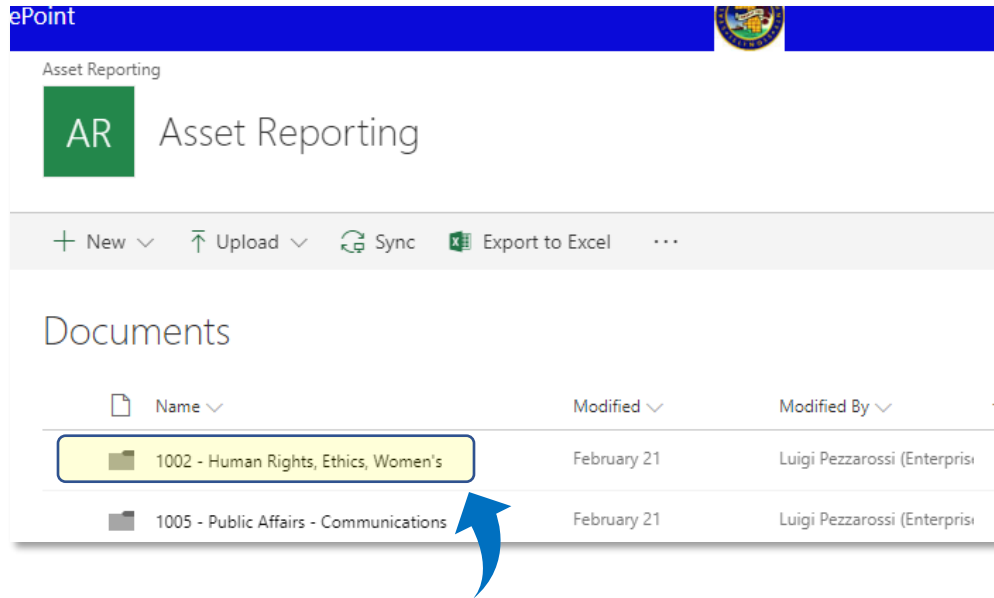 ePoint
Asset Reporting
AR Asset Reporting
New Upload Sync Export to Excel ...
Documents
Name Modified Modified By
1002 - Human Rights, Ethics, Women's February 21 Luigi Pezzarossi (Enterprise
1005 - Public Affairs - Communications February 21 Luigi Pezzarossi (Enterprise